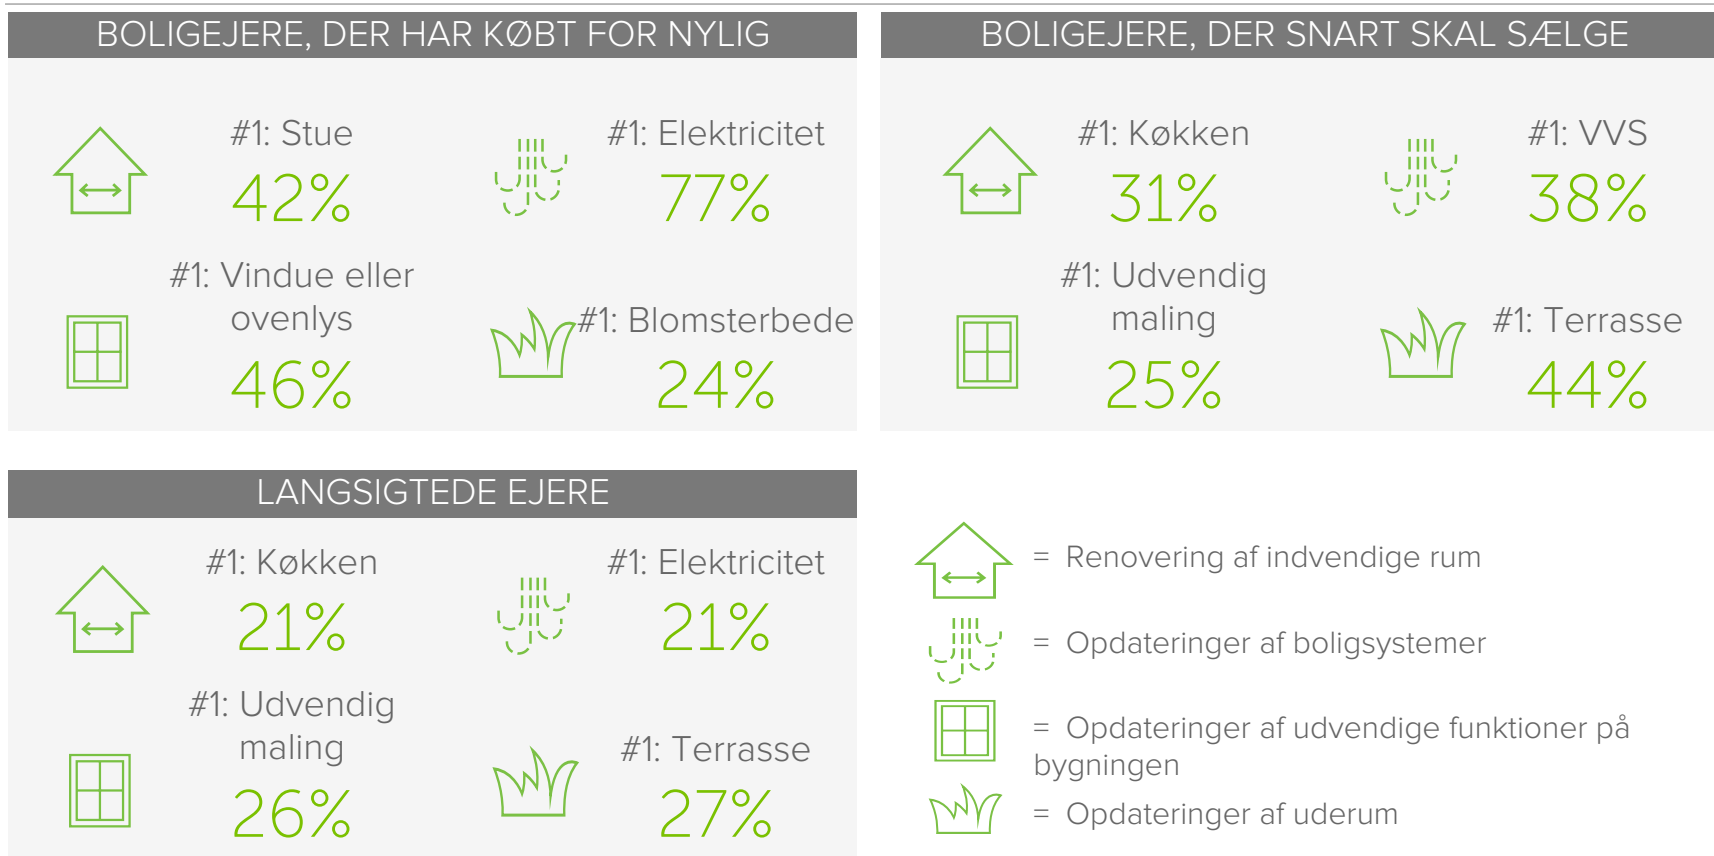 BOLIGEJERE, DER HAR KØBT FOR NYLIG
#1: Stue
42%
#1: Elektricitet
77%
#1: Vindue eller
ovenlys
46%
#1: Blomsterbede
24%
BOLIGEJERE, DER SNART SKAL SÆLGE
#1: Køkken
31%
#1: VVS
38%
#1: Udvendig
maling
25%
#1: Terrasse
44%
LANGSIGTEDE EJERE
#1: Køkken
21%
#1: Elektricitet
21%
#1: Udvendig
maling
26%
#1: Terrasse
27%
= Renovering af indvendige rum
= Opdateringer af boligsystemer
= Opdateringer af udvendige funktioner på
bygningen
= Opdateringer af uderum